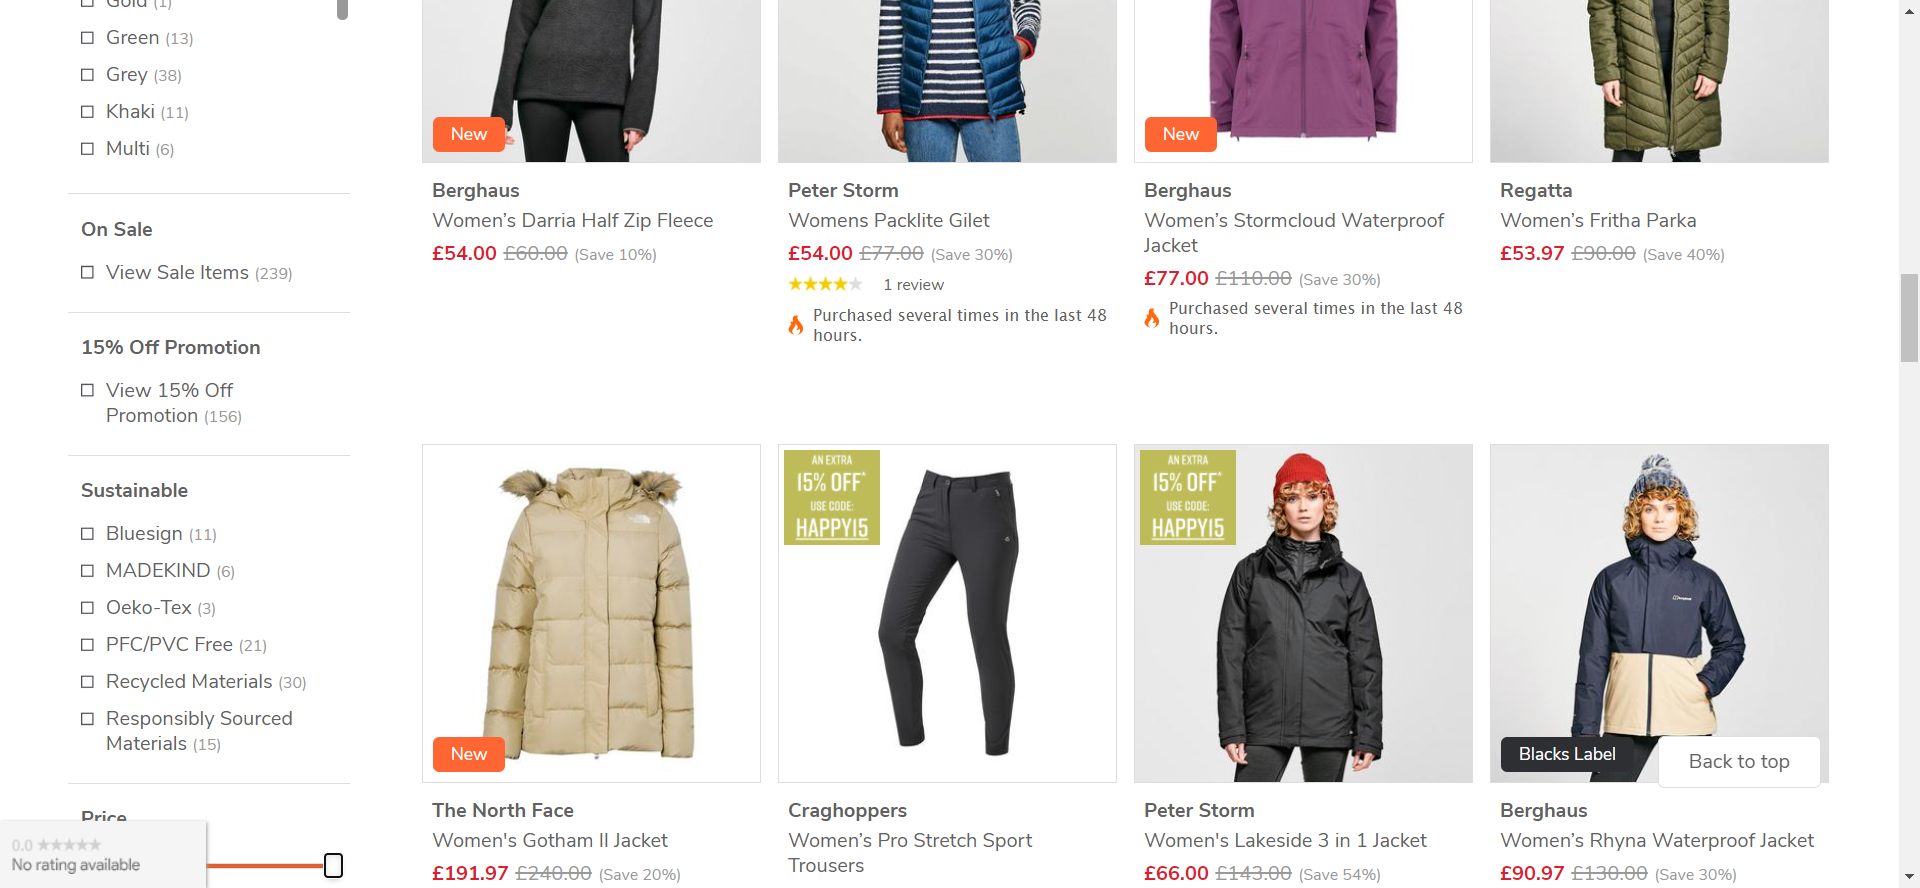 Gold (1)
Green (13)
Grey (38)
Khaki (11)
Multi (6)
On Sale
View Sale Items (239)
15% Off Promotion
View 15% Off
Promotion (156)
Sustainable
Bluesign (11)
MADEKIND (6)
Oeko-Tex (3)
PFC/PVC Free (21)
Recycled Materials (30)
Responsibly Sourced
Materials (15)
Price
0.0
No rating available
New
Berghaus
Women’s Darria Half Zip Fleece
£54.00 £60.00 (Save 10%)
Peter Storm
Womens Packlite Gilet
£54.00 £77.00 (Save 30%)
1 review
Purchased several times in the last 48
hours.
New
Berghaus
Women’s Stormcloud Waterproof
Jacket
£77.00 £110.00 (Save 30%)
Purchased several times in the last 48
hours.
Regatta
Women’s Fritha Parka
£53.97 £90.00 (Save 40%)
New
The North Face
Women's Gotham II Jacket
£191.97 £240.00 (Save 20%)
AN EXTRA
15% OFF*
USE CODE:
HAPPY15
Craghoppers
Women’s Pro Stretch Sport
Trousers
AN EXTRA
15% OFF*
USE CODE:
HAPPY15
Peter Storm
Women's Lakeside 3 in 1 Jacket
£66.00 £143.00 (Save 54%)
Blacks Label
Back to top
Berghaus
Women’s Rhyna Waterproof Jacket
£90.97 £130.00 (Save 30%)